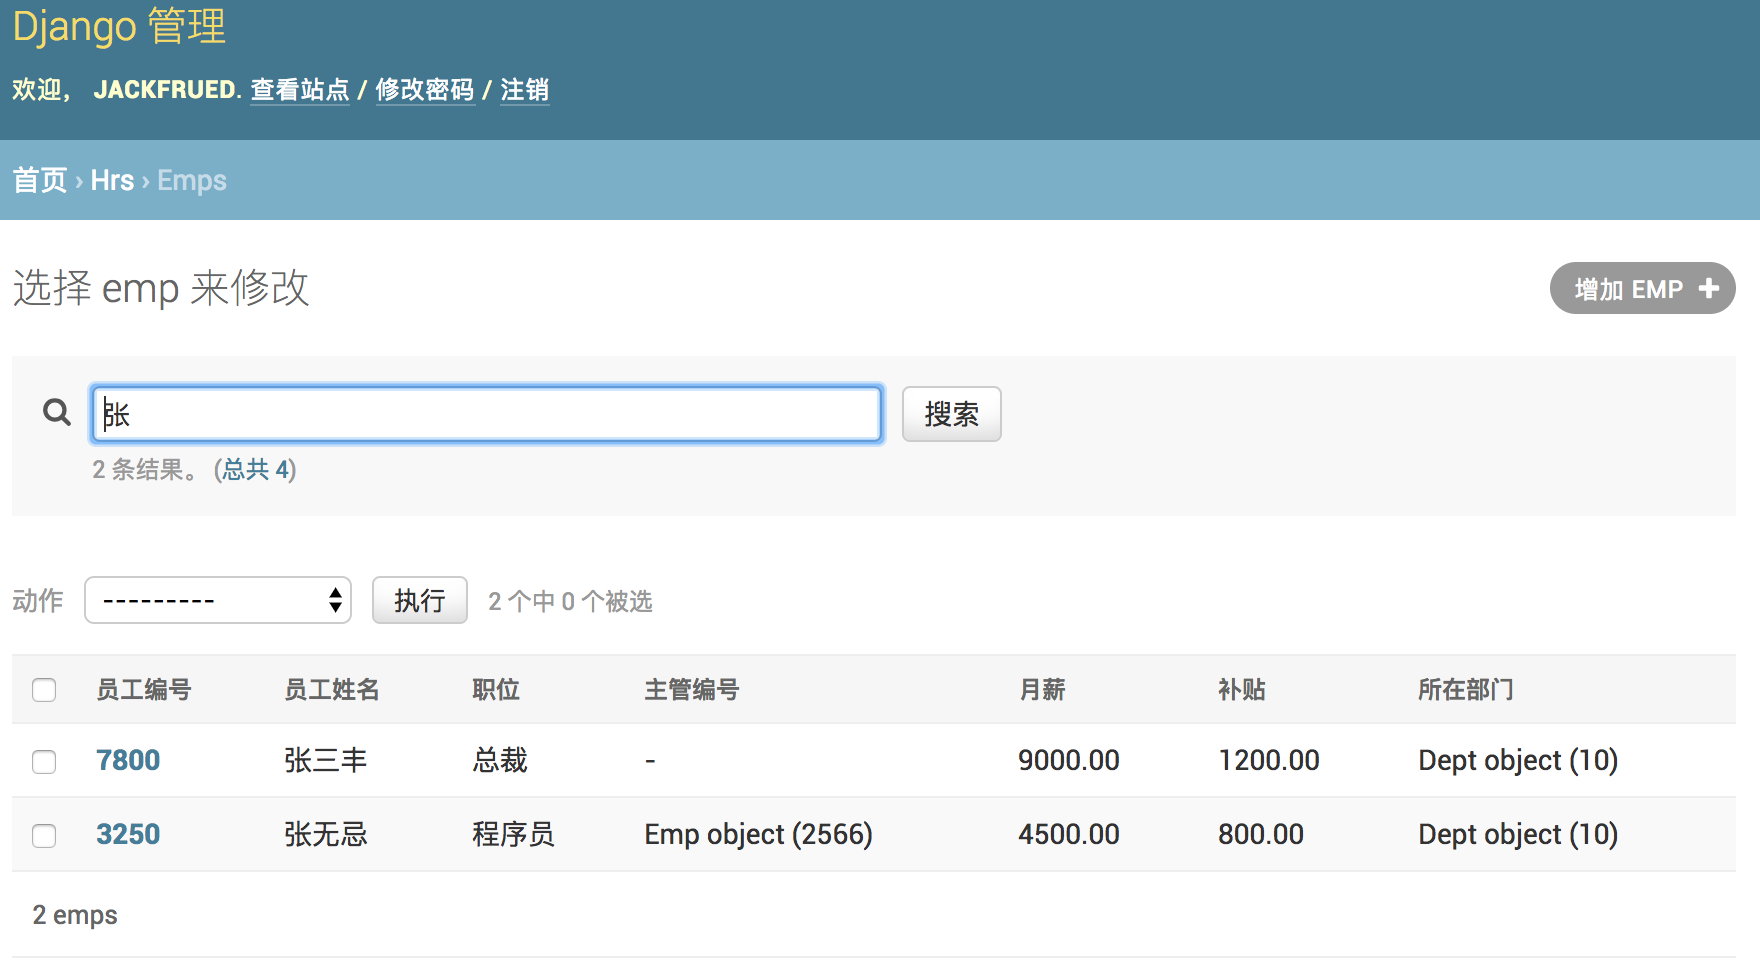 Django 管理
欢迎， JACKFRUED. 查看站点 / 修改密码 / 注销
首页 › Hrs › Emps
选择 emp 来修改
增加 EMP
张
搜索
2 条结果。 (总共 4)
动作 --------- 执行 2 个中 0 个被选
员工编号 员工姓名 职位 主管编号 月薪 补贴 所在部门
7800 张三丰 总裁 - 9000.00 1200.00 Dept object (10)
3250 张无忌 程序员 Emp object (2566) 4500.00 800.00 Dept object (10)
2 emps